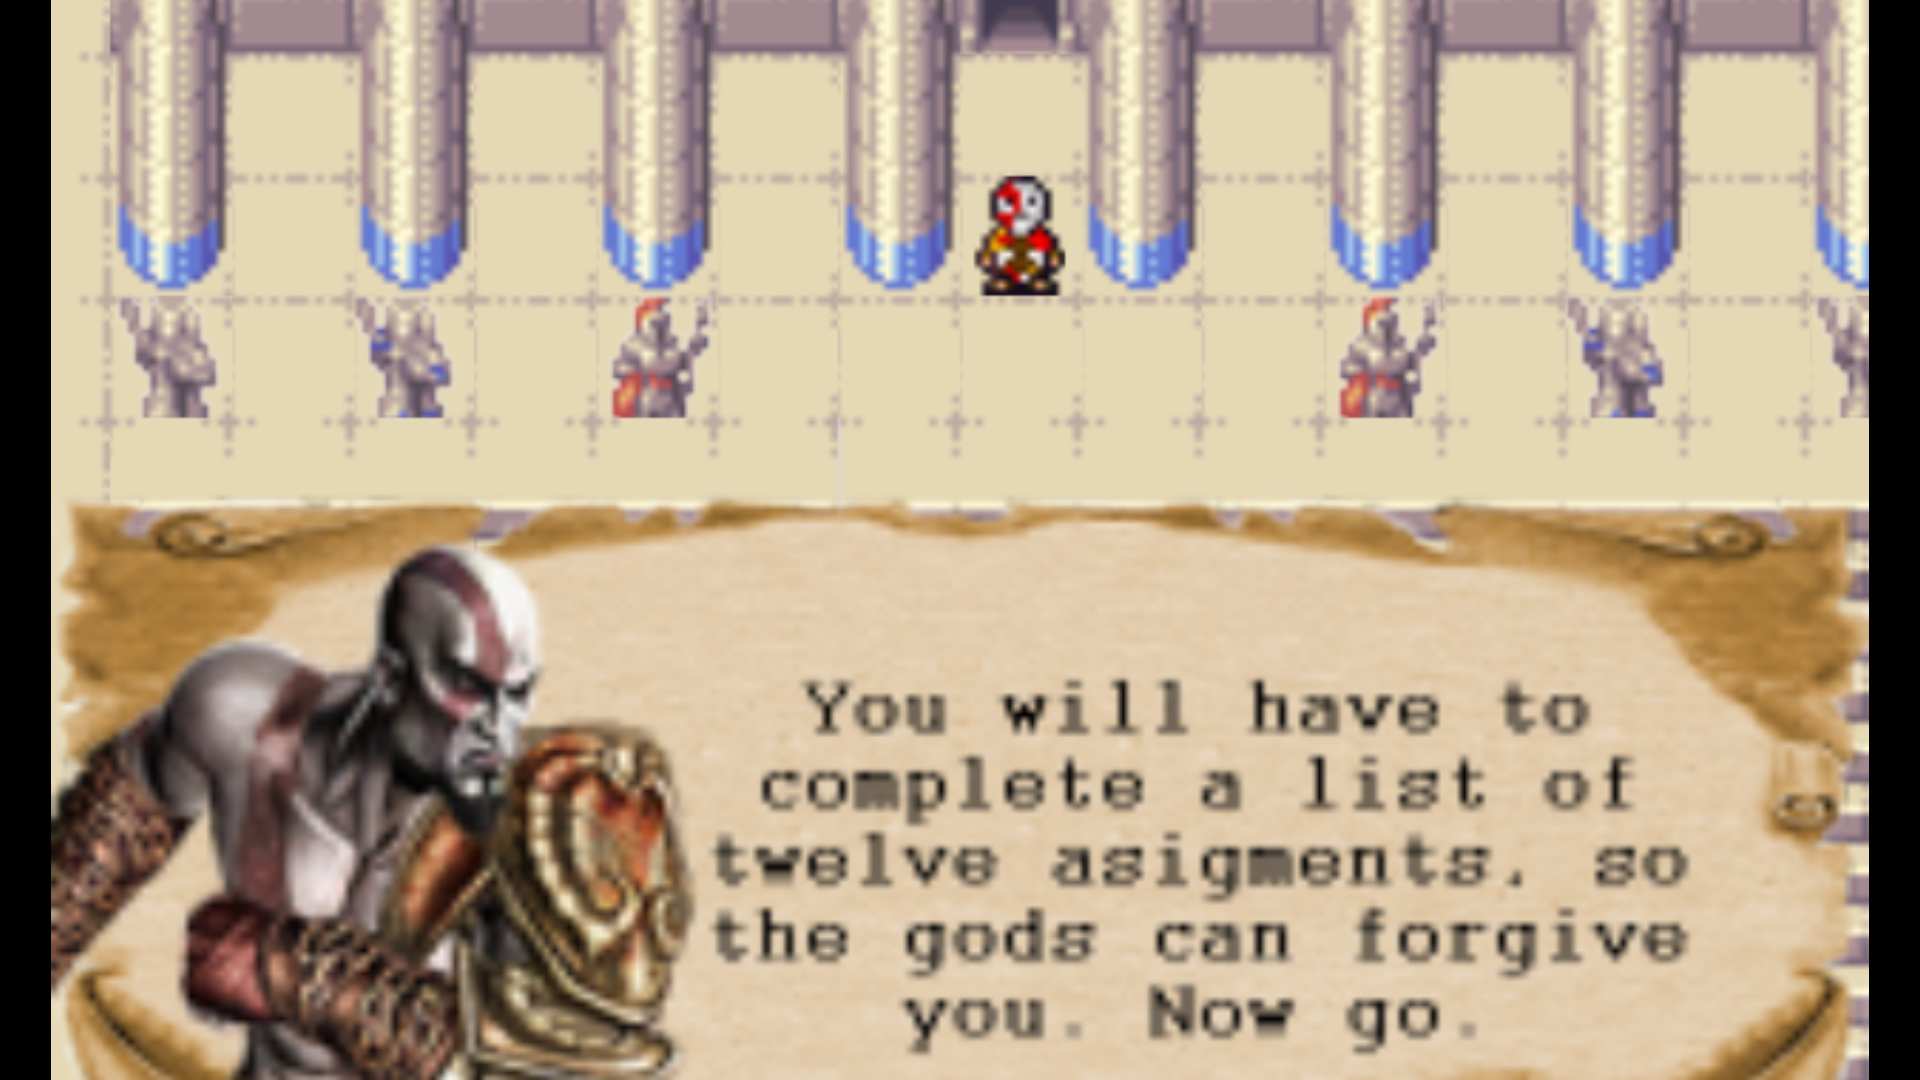 You will have to
complete a list of
twelve asigments, so
the gods can forgive
you. Now go.